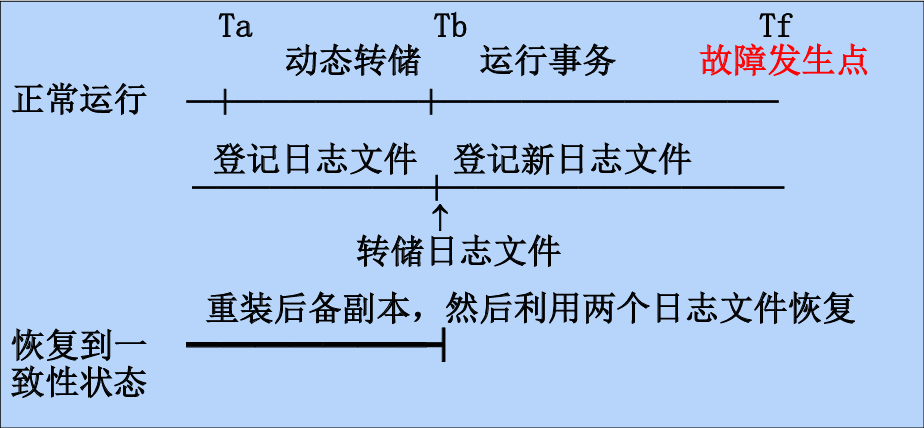 Ta Tb Tf
动态转储 运行事务 故障发生点
正常运行
登记日志文件 登记新日志文件
↑
转储日志文件
重装后备副本，然后利用两个日志文件恢复
恢复到一
致性状态